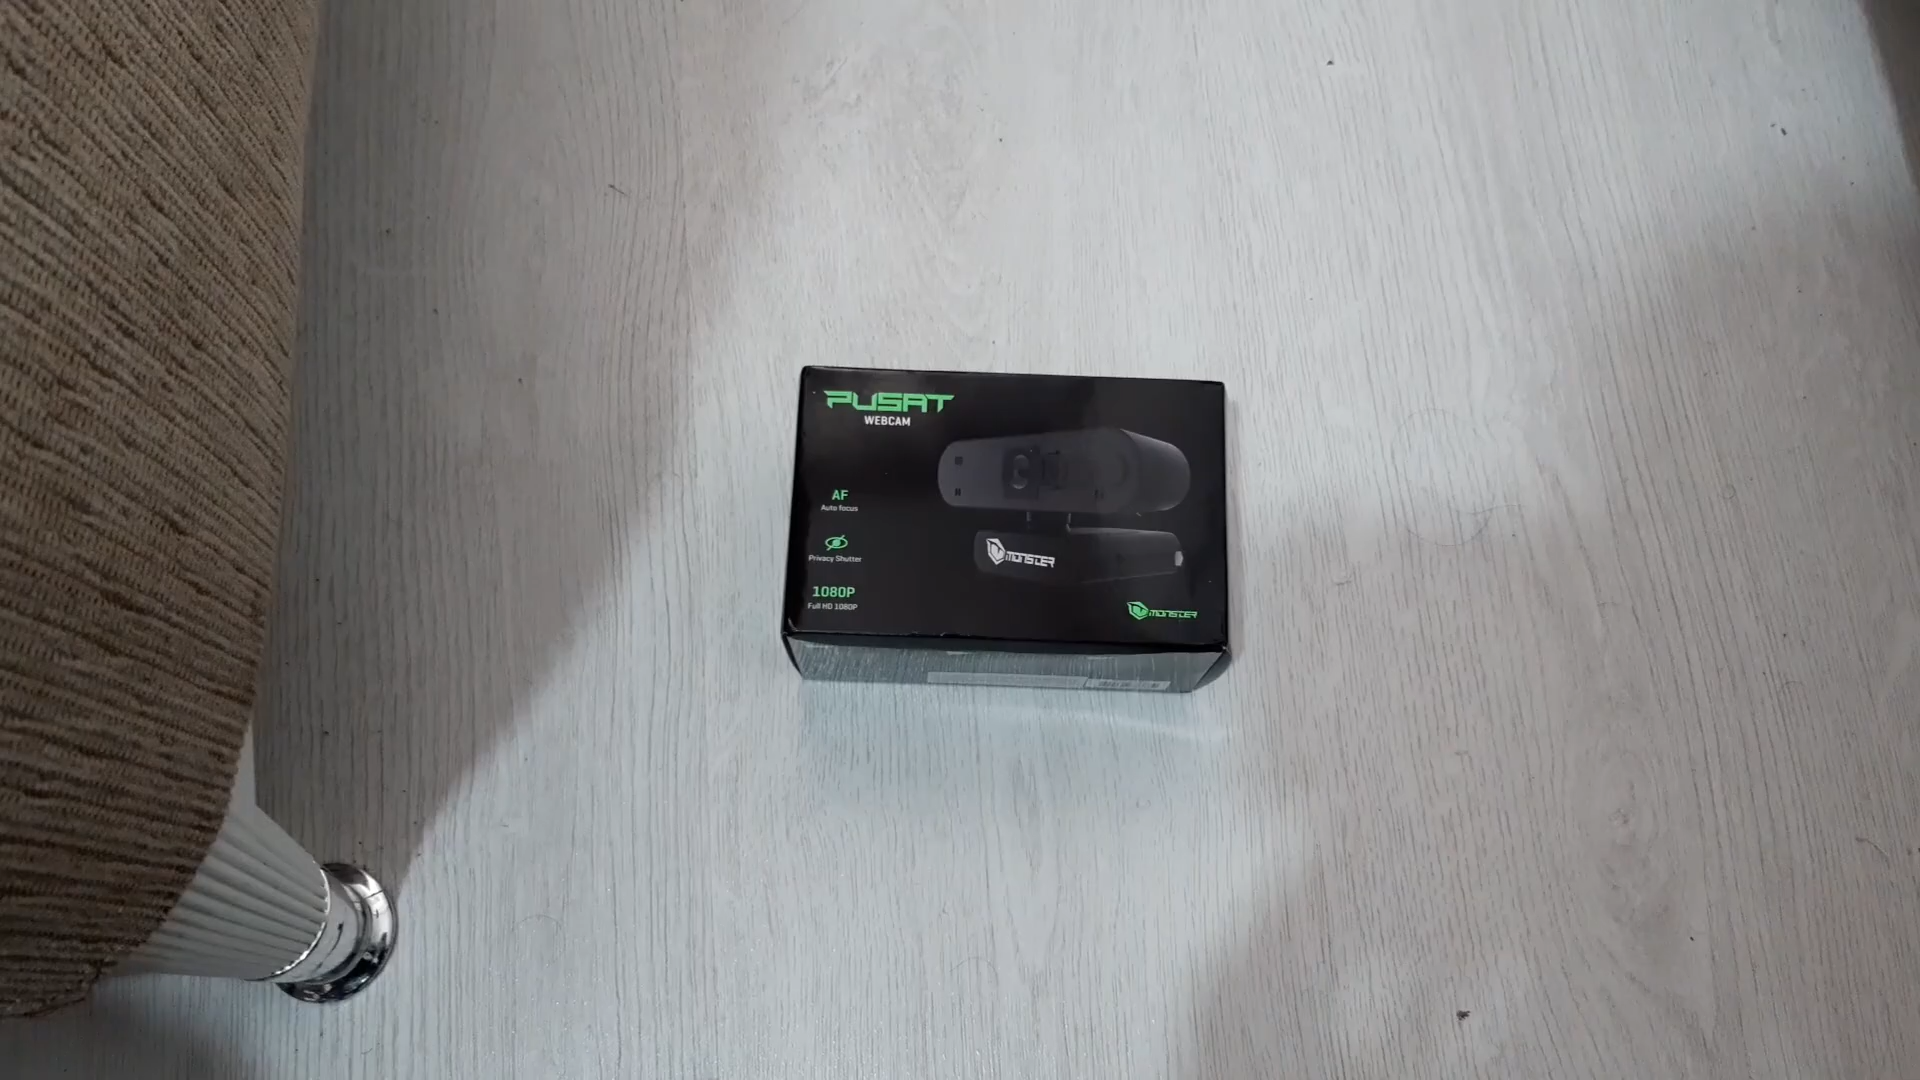 PUSAT
WEBCAM
AF
Auto focus
Privacy Shutter
1080P
Full HD 1080P
MONSTER
MONSTER